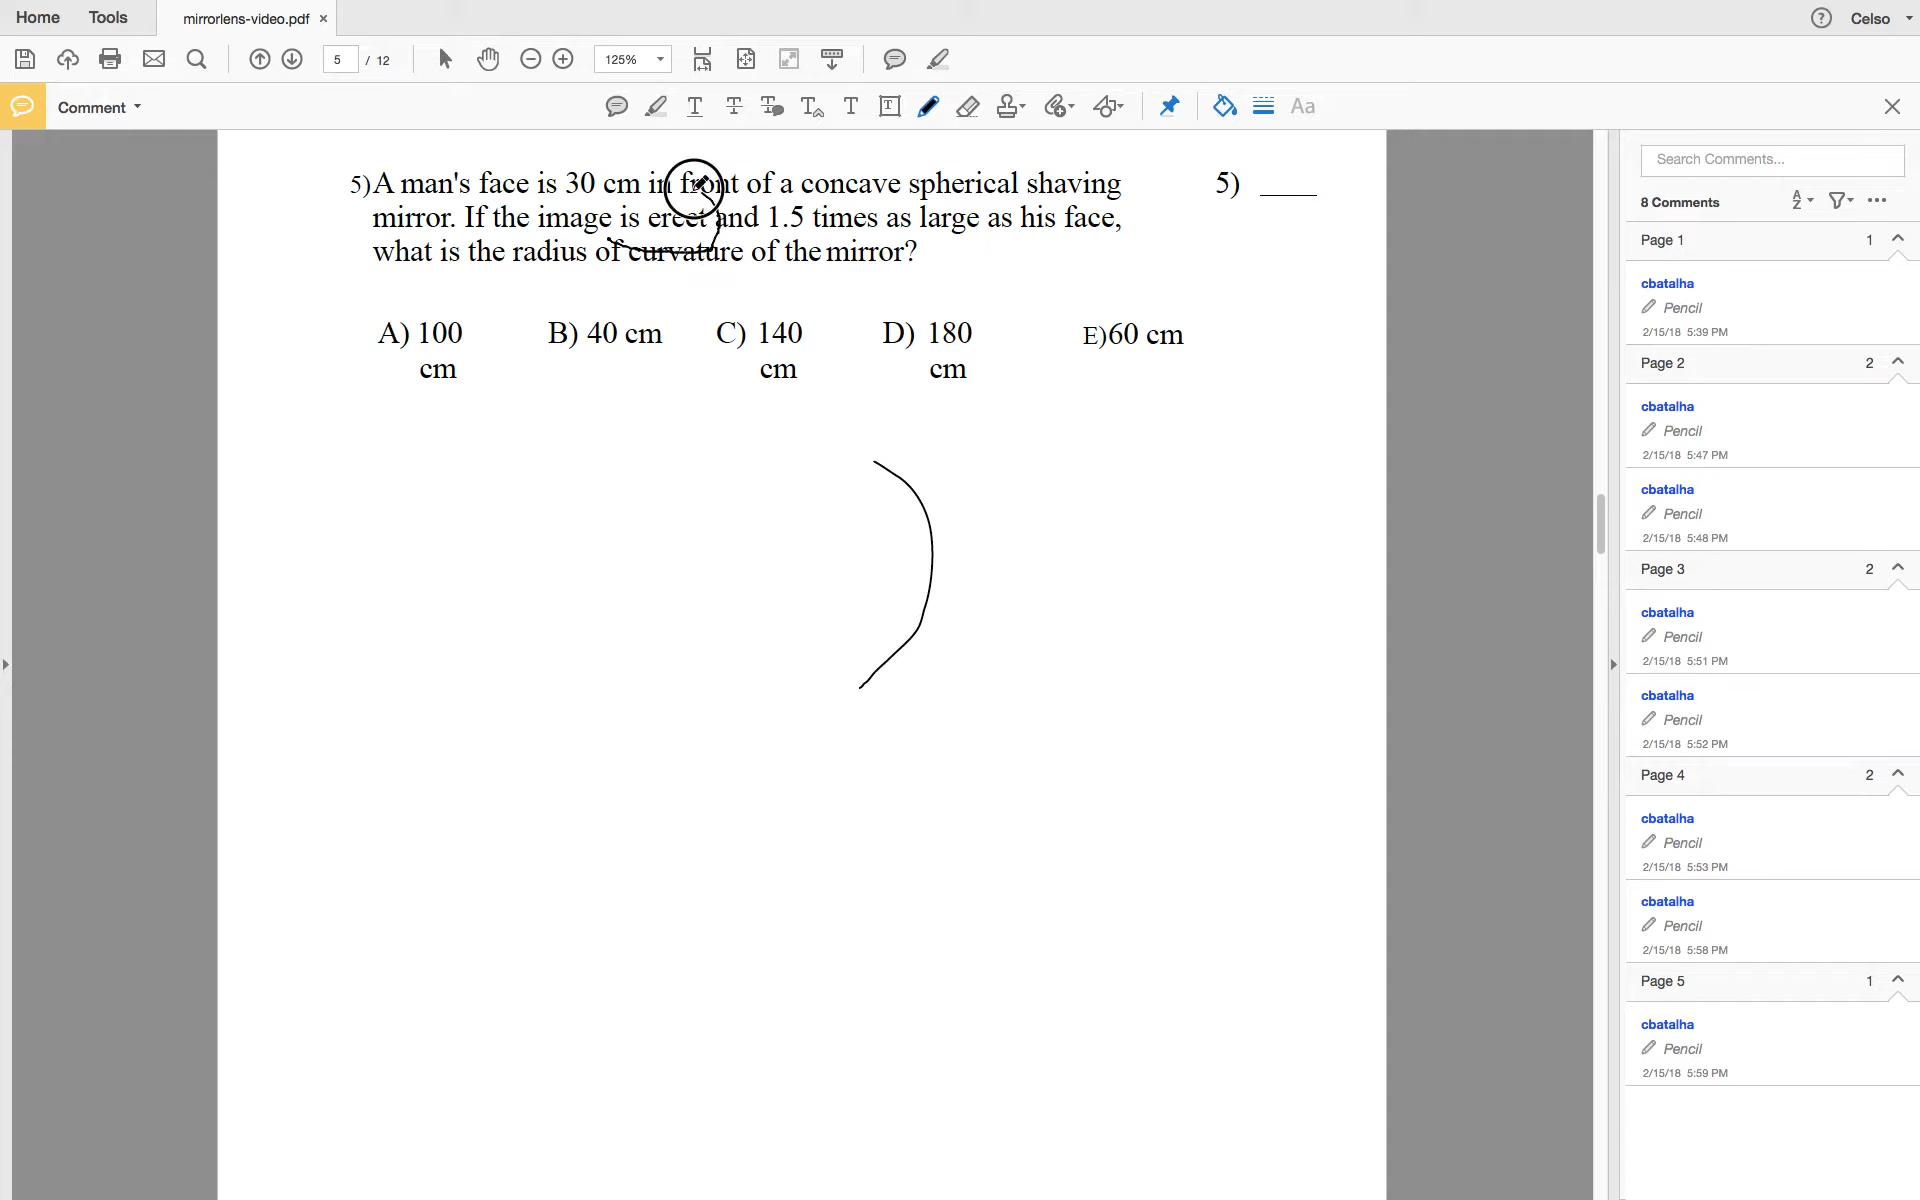 Home Tools mirrorlens-video.pdf × Celso
5 / 12 125%
Comment
Aa
5)A man's face is 30 cm in front of a concave spherical shaving 5) ____
mirror. If the image is erect and 1.5 times as large as his face,
what is the radius of curvature of the mirror?
A) 100 B) 40 cm C) 140 D) 180 E)60 cm
cm cm cm
Search Comments...
8 Comments
Page 1 1
cbatalha
Pencil
2/15/18 5:39 PM
Page 2 2
cbatalha
Pencil
2/15/18 5:47 PM
cbatalha
Pencil
2/15/18 5:48 PM
Page 3 2
cbatalha
Pencil
2/15/18 5:51 PM
cbatalha
Pencil
2/15/18 5:52 PM
Page 4 2
cbatalha
Pencil
2/15/18 5:53 PM
cbatalha
Pencil
2/15/18 5:58 PM
Page 5 1
cbatalha
Pencil
2/15/18 5:59 PM